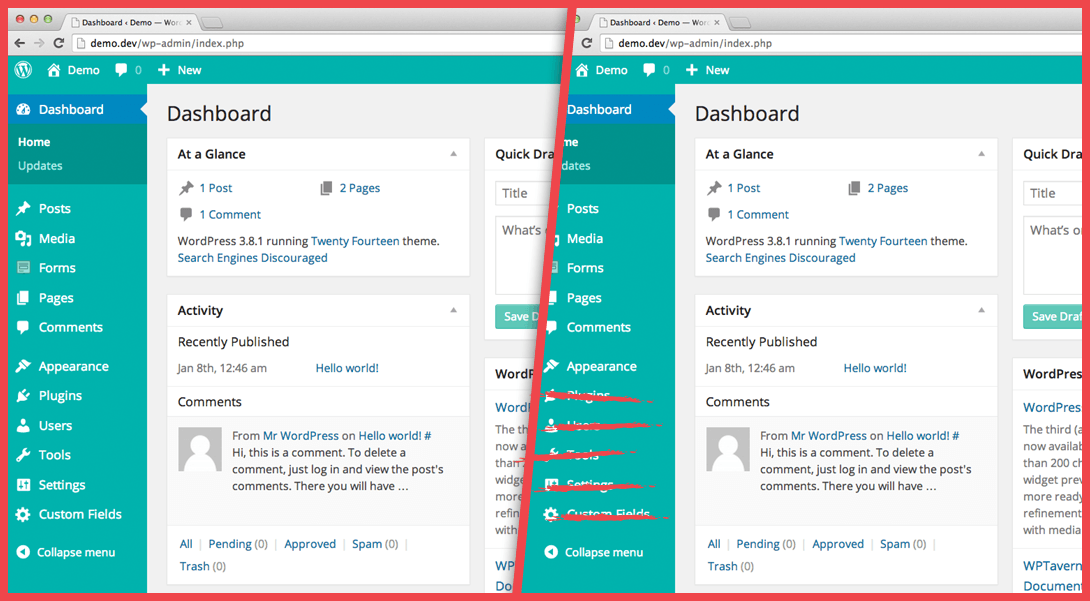 Dashboard ‹ Demo — Wor
demo.dev/wp-admin/index.php
Demo 0 New
Dashboard
Home
Updates
Posts
Media
Forms
Pages
Comments
Appearance
Plugins
Users
Tools
Settings
Custom Fields
Collapse menu
Dashboard
At a Glance
1 Post 2 Pages
1 Comment
WordPress 3.8.1 running Twenty Fourteen theme.
Search Engines Discouraged
Activity
Recently Published
Jan 8th, 12:46 am Hello world!
Comments
From Mr WordPress on Hello world! #
Hi, this is a comment. To delete a
comment, just log in and view the post's
comments. There you will have …
All | Pending (0) | Approved | Spam (0) |
Trash (0)
Quick Dra
Title
What's
Save D
WordP
Word
The th
now a
than
widge
more
refin
with
WP
Do
Dashboard ‹ Demo — Wor
demo.dev/wp-admin/index.php
Demo 0 New
Dashboard
me
dates
Posts
Media
Forms
Pages
Comments
Appearance
Plugins
Users
Tools
Settings
Custom Fields
Collapse menu
Dashboard
At a Glance
1 Post 2 Pages
1 Comment
WordPress 3.8.1 running Twenty Fourteen theme.
Search Engines Discouraged
Activity
Recently Published
Jan 8th, 12:46 am Hello world!
Comments
From Mr WordPress on Hello world! #
Hi, this is a comment. To delete a
comment, just log in and view the post's
comments. There you will have …
All | Pending (0) | Approved | Spam (0) |
Trash (0)
Quick Dra
Title
What's o
Save Draf
WordPress
WordPress
The third (a
now availab
than 200 ch
widget prev
more ready
refinement
with media
WPTavern
Document